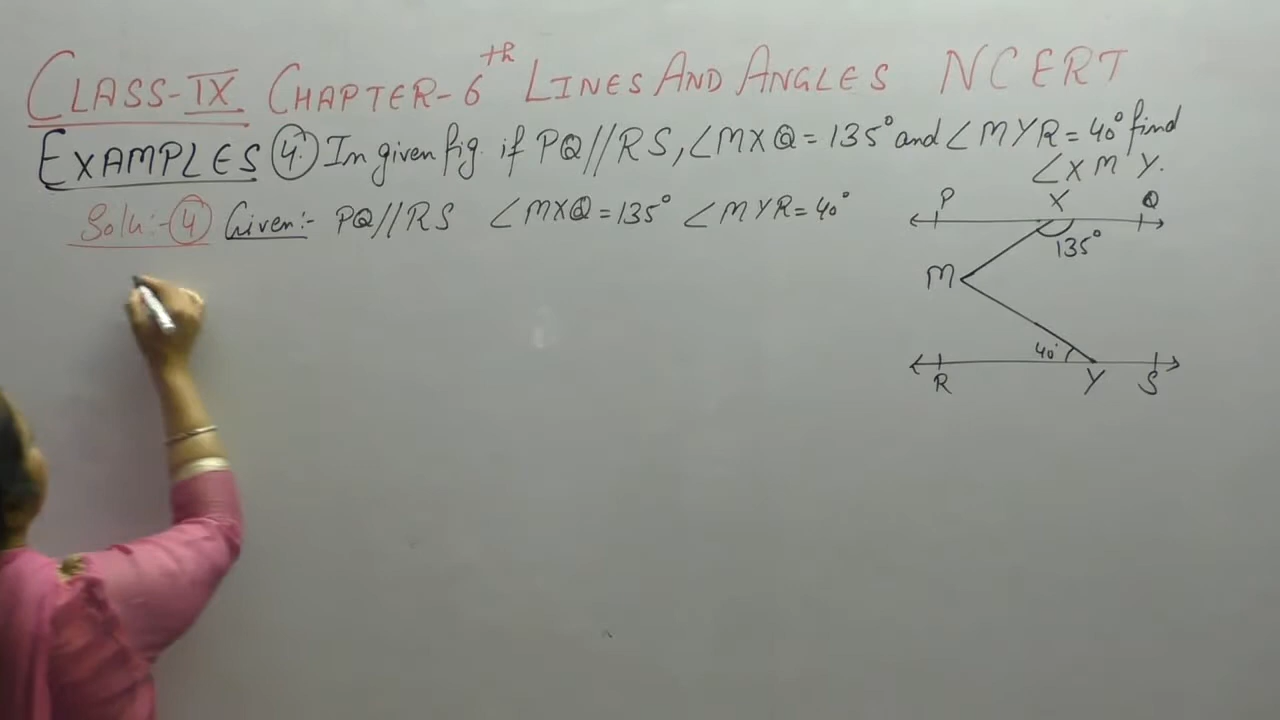 CLASS-IX CHAPTER-6th LINES AND ANGLES NCERT
EXAMPLES 4. In given fig. if PQ//RS, ∠MXQ = 135° and ∠MYR = 40° find
∠XMY.
Soln:- 4 Given:- PQ//RS ∠MXQ = 135° ∠MYR = 40°
P X Q
135°
M
40°
R Y S